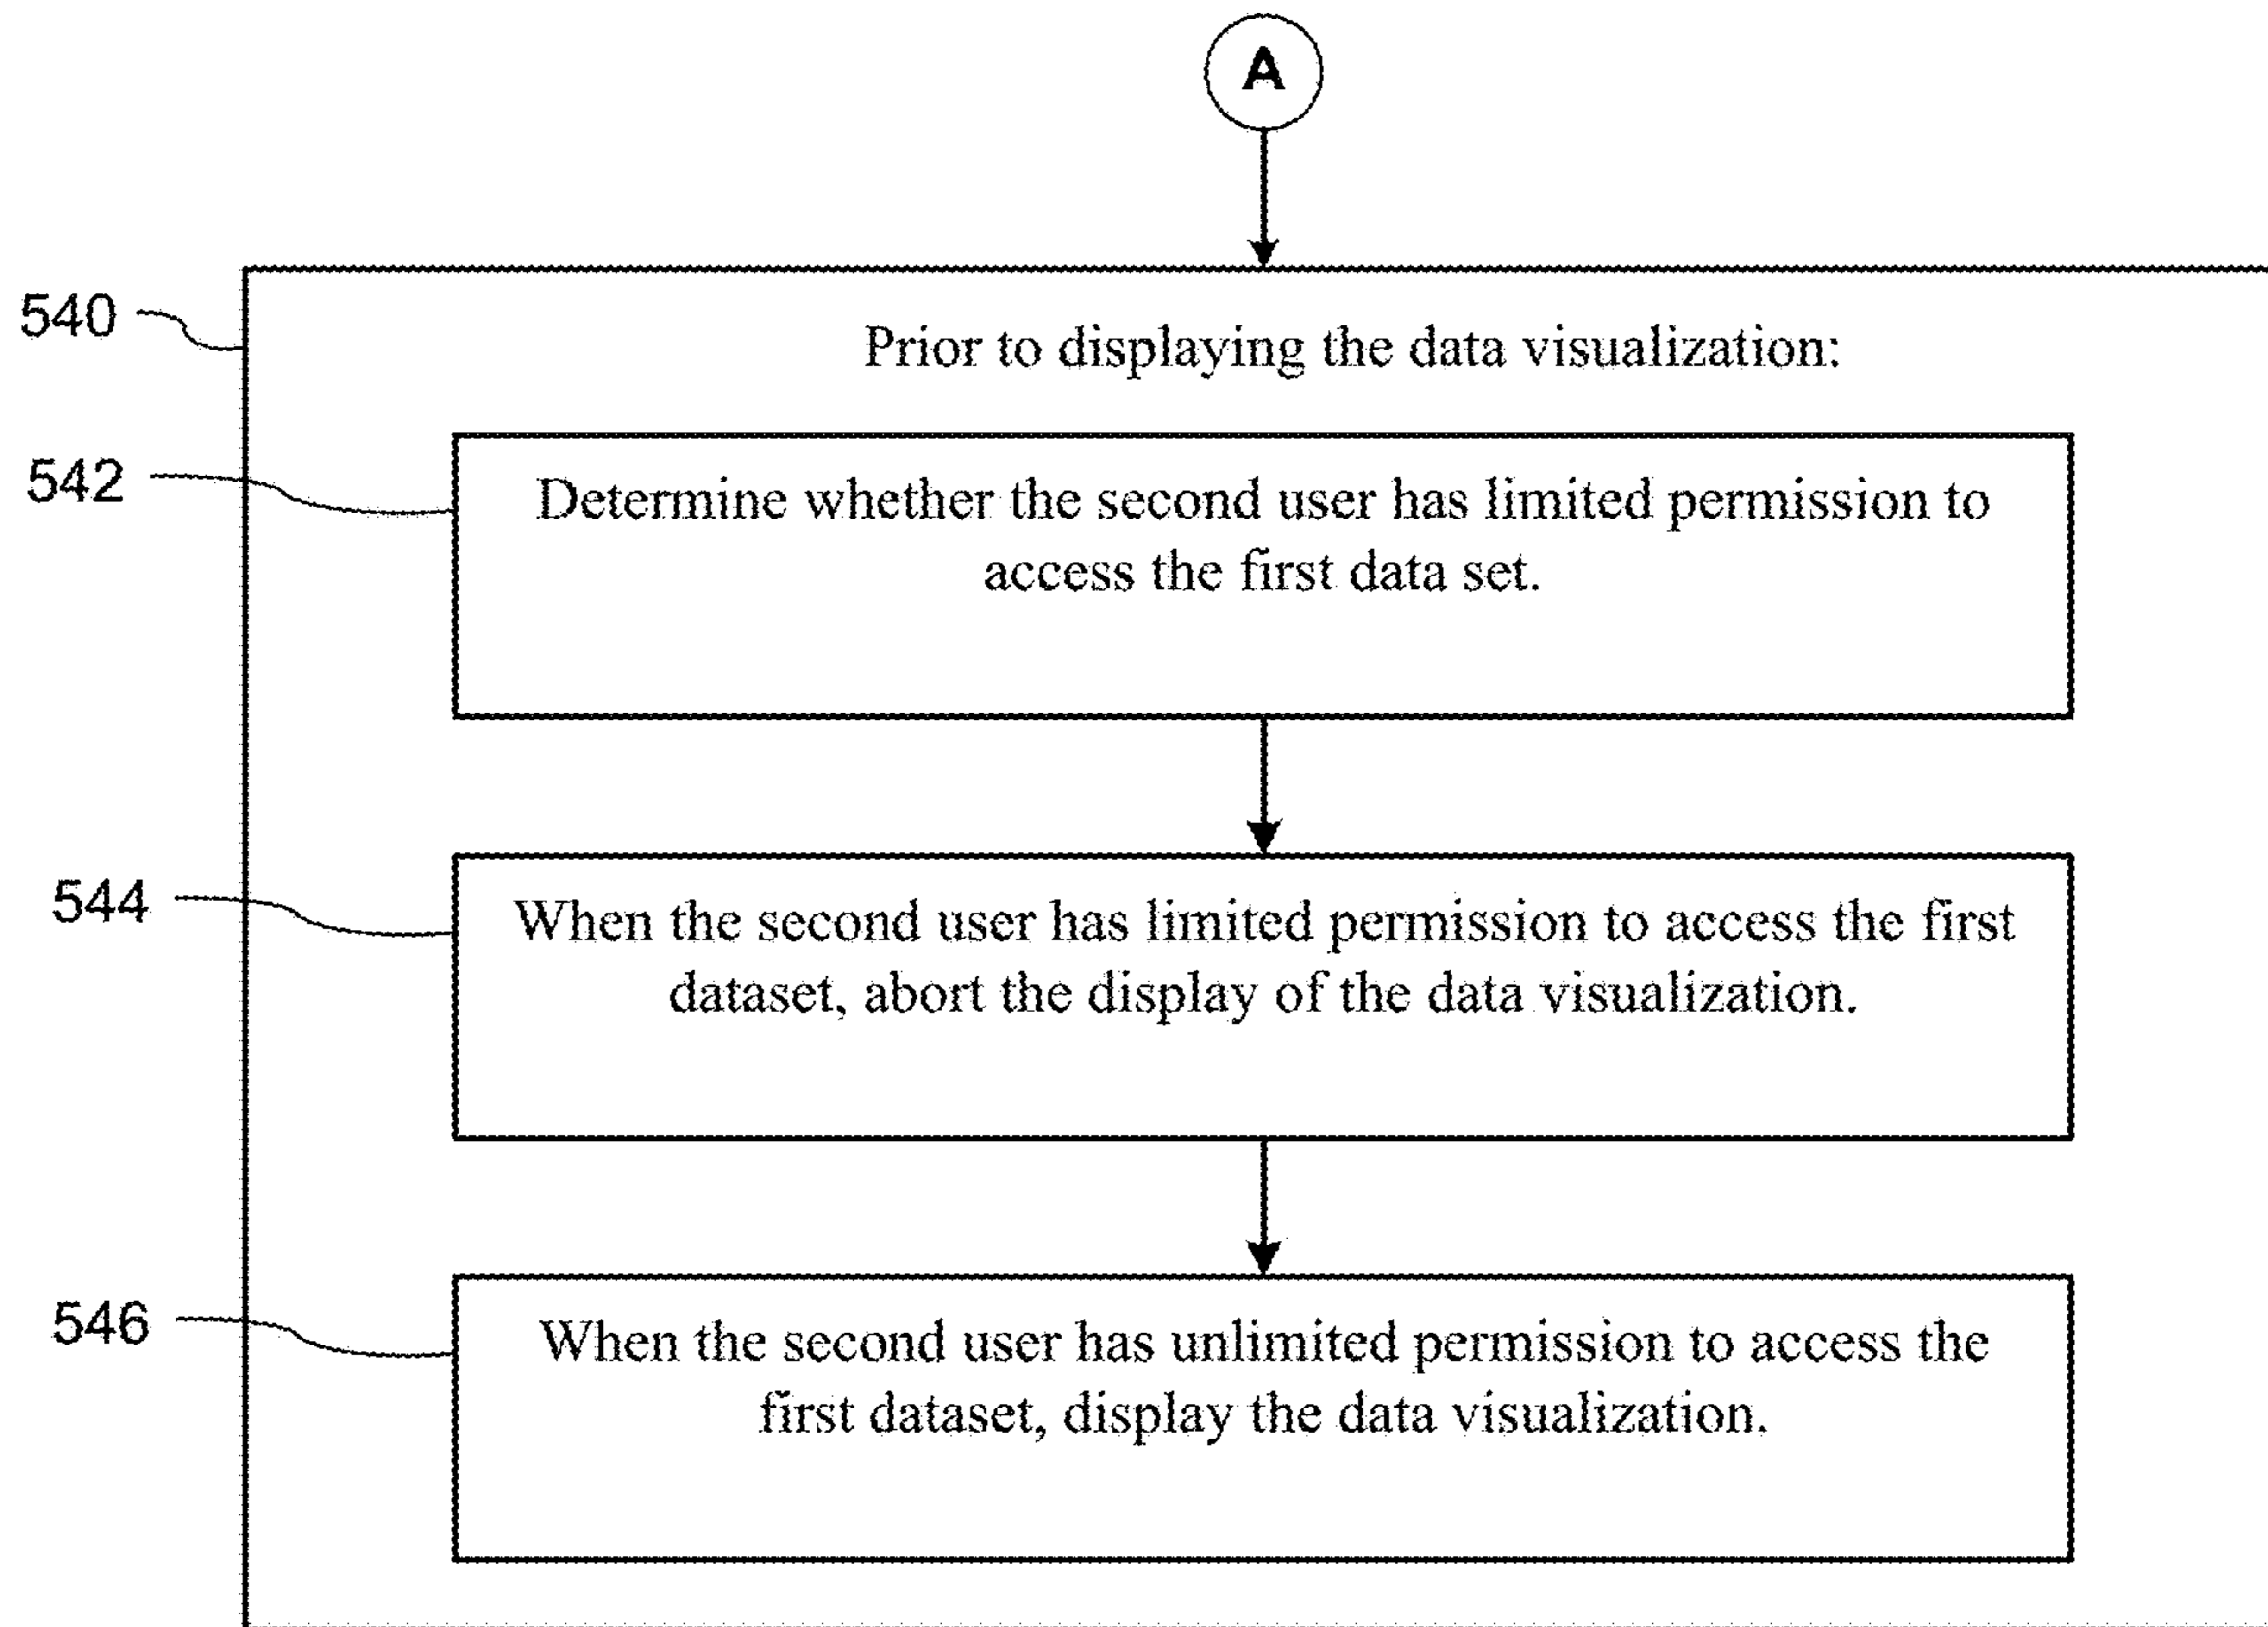 A
540
Prior to displaying the data visualization:
542
Determine whether the second user has limited permission to
access the first data set.
544
When the second user has limited permission to access the first
dataset, abort the display of the data visualization.
546
When the second user has unlimited permission to access the
first dataset, display the data visualization.